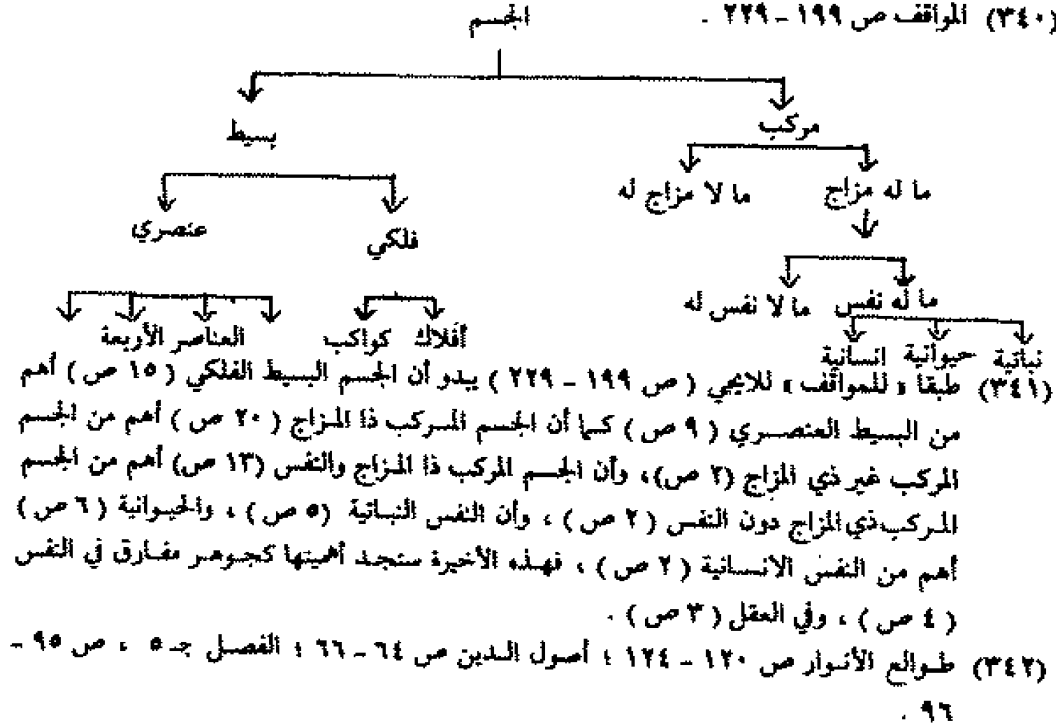 (٣٤٠) المواقف ص ١٩٩ - ٢٢٩ .
الجسم
مركب
بسيط
ما له مزاج
ما لا مزاج له
فلكي
عنصري
ما له نفس
ما لا نفس له
أفلاك كواكب
العناصر الأربعة
نباتية حيوانية انسانية
(٣٤١) طبقا « للمواقف » للايجي ( ص ١٩٩ - ٢٢٩ ) يبدو أن الجسم البسيط الفلكي ( ١٥ ص ) أهم
من البسيط العنصري ( ٩ ص ) كما أن الجسم المركب ذا المزاج ( ٢٠ ص ) أهم من الجسم
المركب غير ذي المزاج (٢ ص)، وأن الجسم المركب ذا المزاج والنفس (١٣ ص) أهم من الجسم
المركب ذي المزاج دون النفس ( ٢ ص ) ، وأن النفس النباتية (٥ ص ) ، والحيوانية ( ٦ ص )
أهم من النفس الانسانية ( ٢ ص ) ، فهذه الأخيرة ستجد أهميتها كجوهر مفارق في النفس
( ٤ ص ) ، وفي العقل ( ٣ ص ) .
(٣٤٢) طوالع الأنوار ص ١٢٠ - ١٢٤ ؛ أصول الدين ص ٦٤ - ٦٦ ؛ الفصل جـ ٥ ، ص ٩٥ -
٩٦ .